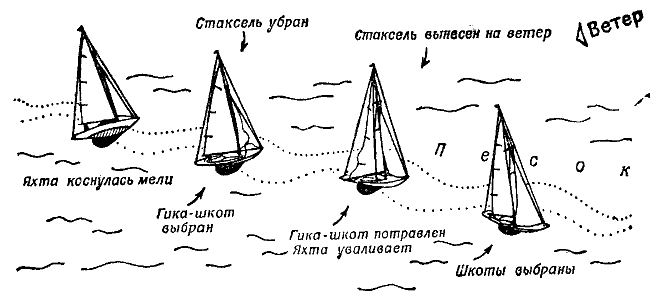 Стаксель убран
Стаксель вынесен на ветер
Ветер
Песок
Яхта коснулась мели
Гика-шкот
выбран
Гика-шкот потравлен
Яхта уваливает
Шкоты выбраны